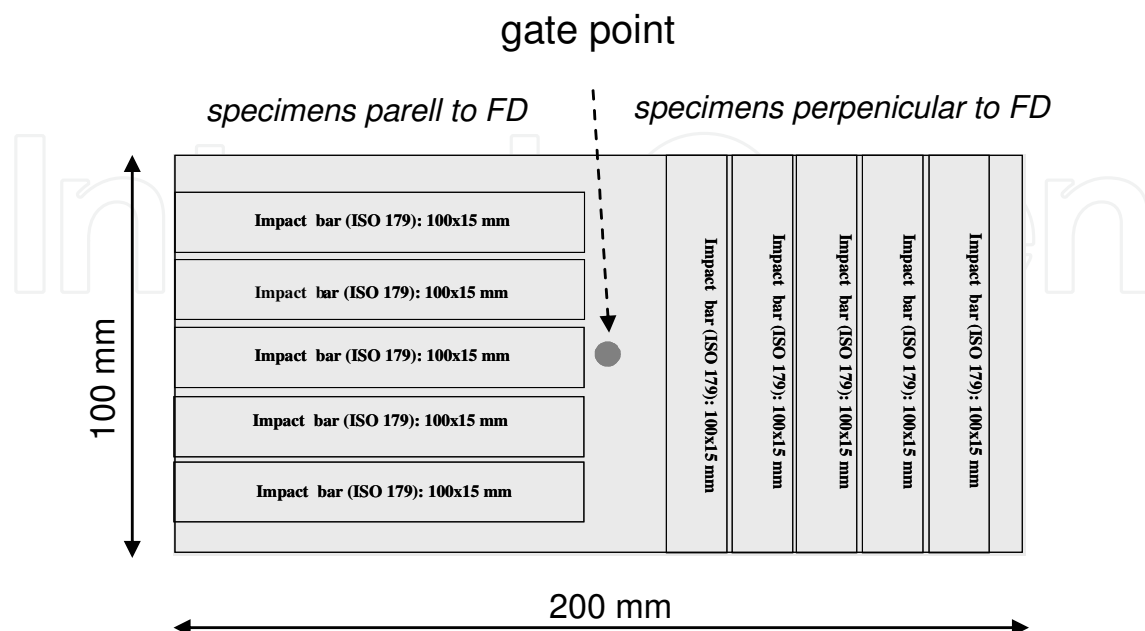 gate point
specimens parell to FD
specimens perpenicular to FD
Impact bar (ISO 179): 100x15 mm
Impact bar (ISO 179): 100x15 mm
Impact bar (ISO 179): 100x15 mm
Impact bar (ISO 179): 100x15 mm
Impact bar (ISO 179): 100x15 mm
Impact bar (ISO 179): 100x15 mm
Impact bar (ISO 179): 100x15 mm
Impact bar (ISO 179): 100x15 mm
Impact bar (ISO 179): 100x15 mm
Impact bar (ISO 179): 100x15 mm
100 mm
200 mm